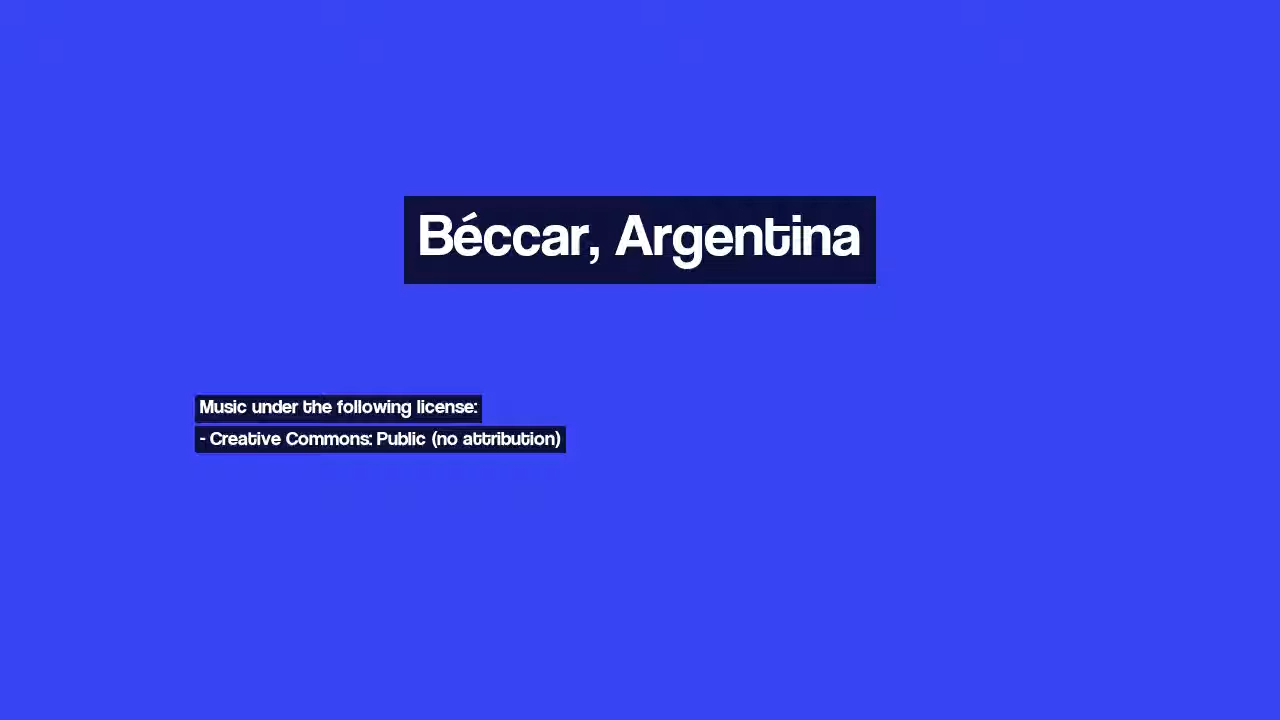 Béccar, Argentina
Music under the following license:
- Creative Commons: Public (no attribution)